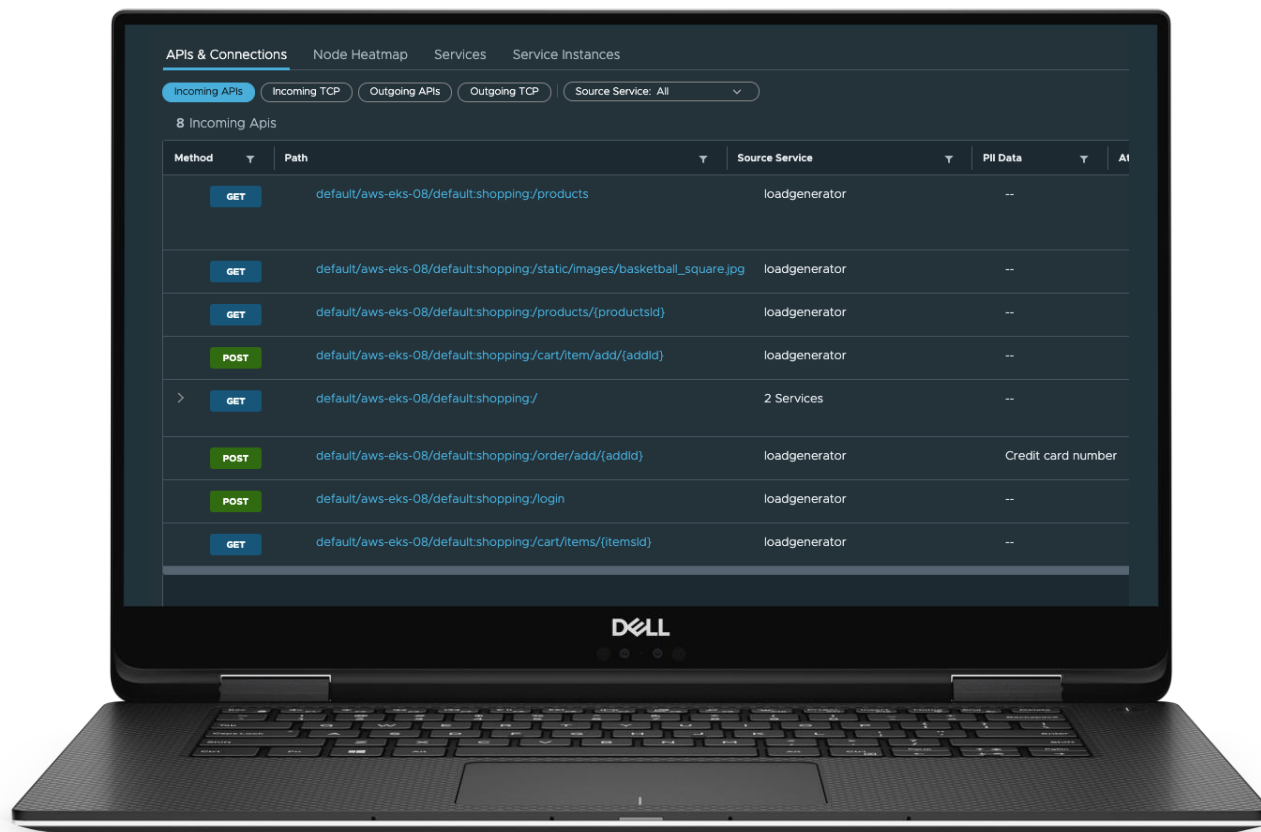 APIs & Connections Node Heatmap Services Service Instances
Incoming APIs Incoming TCP Outgoing APIs Outgoing TCP Source Service: All
8 Incoming Apis
Method Path Source Service PII Data At
GET default/aws-eks-08/default:shopping:/products loadgenerator --
GET default/aws-eks-08/default:shopping:/static/images/basketball_square.jpg loadgenerator --
GET default/aws-eks-08/default:shopping:/products/{productsId} loadgenerator --
POST default/aws-eks-08/default:shopping:/cart/item/add/{addId} loadgenerator --
GET default/aws-eks-08/default:shopping:/ 2 Services --
POST default/aws-eks-08/default:shopping:/order/add/{addId} loadgenerator Credit card number
POST default/aws-eks-08/default:shopping:/login loadgenerator --
GET default/aws-eks-08/default:shopping:/cart/items/{itemsId} loadgenerator --
DELL